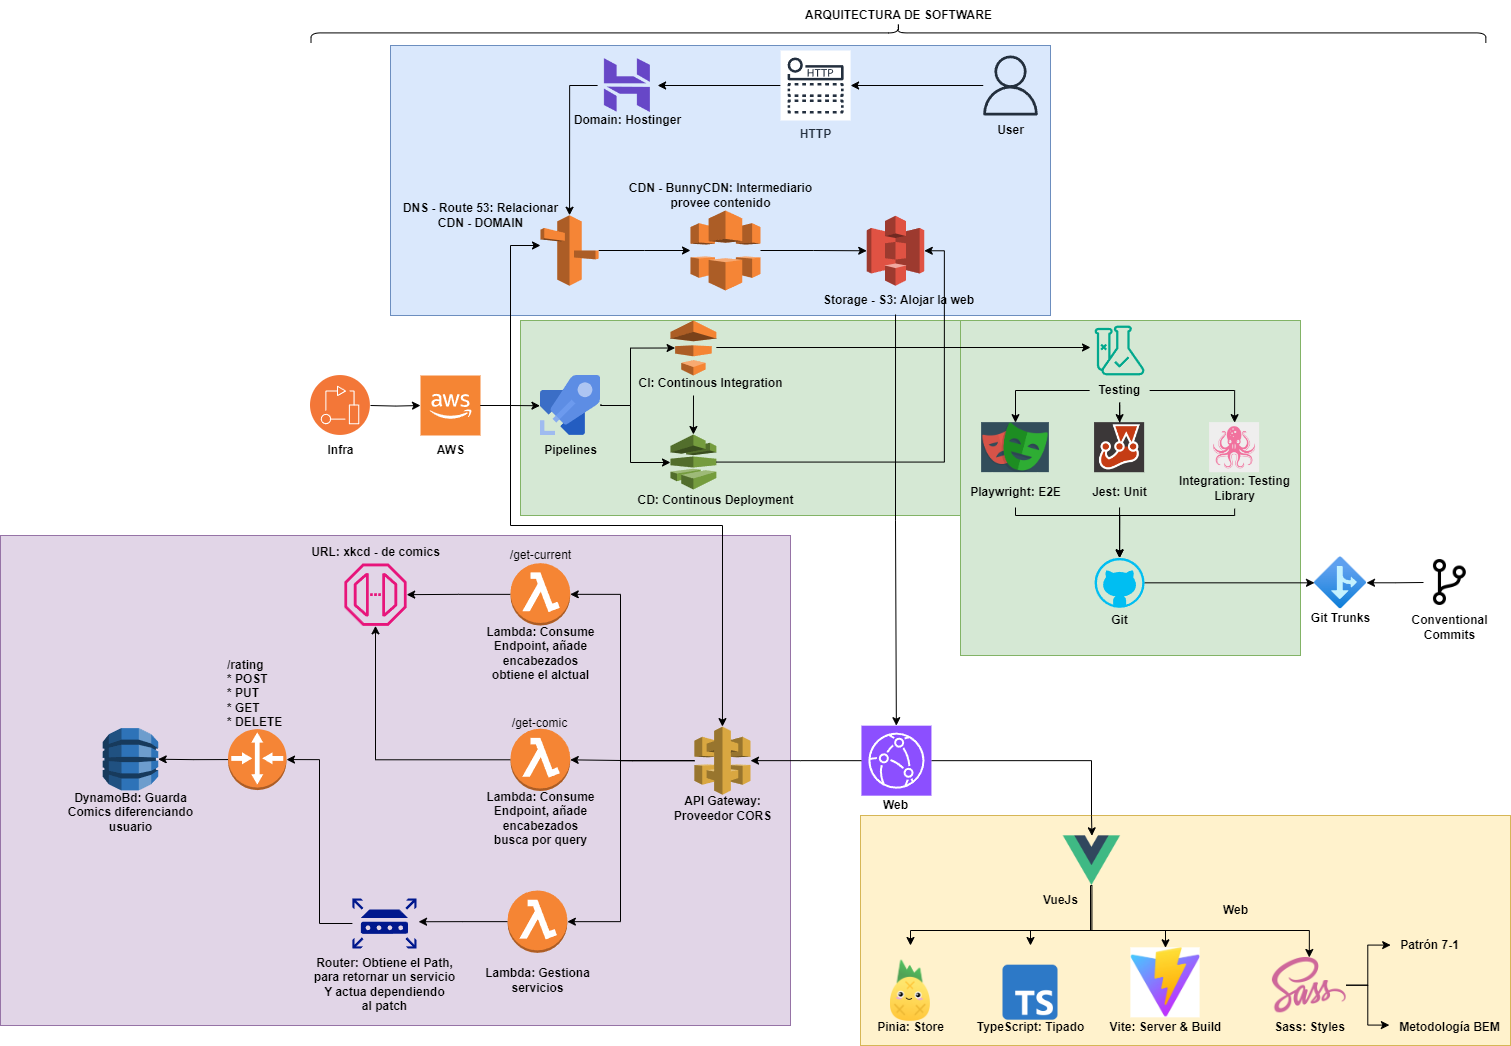 ARQUITECTURA DE SOFTWARE
HTTP
Domain: Hostinger
HTTP
User
CDN - BunnyCDN: Intermediario
provee contenido
DNS - Route 53: Relacionar
CDN - DOMAIN
Storage - S3: Alojar la web
CI: Continous Integration
Testing
aws
Infra
AWS
Pipelines
CD: Continous Deployment
Playwright: E2E
Jest: Unit
Integration: Testing
Library
URL: xkcd - de comics
/get-current
Lambda: Consume
Endpoint, añade
encabezados
obtiene el alctual
Git
Git Trunks
Conventional
Commits
/rating
* POST
* PUT
* GET
* DELETE
/get-comic
DynamoBd: Guarda
Comics diferenciando
usuario
Lambda: Consume
Endpoint, añade
encabezados
busca por query
API Gateway:
Proveedor CORS
Web
VueJs
Web
Router: Obtiene el Path,
para retornar un servicio
Y actua dependiendo
al patch
Lambda: Gestiona
servicios
TS
Sass
Patrón 7-1
Pinia: Store
TypeScript: Tipado
Vite: Server & Build
Sass: Styles
Metodología BEM